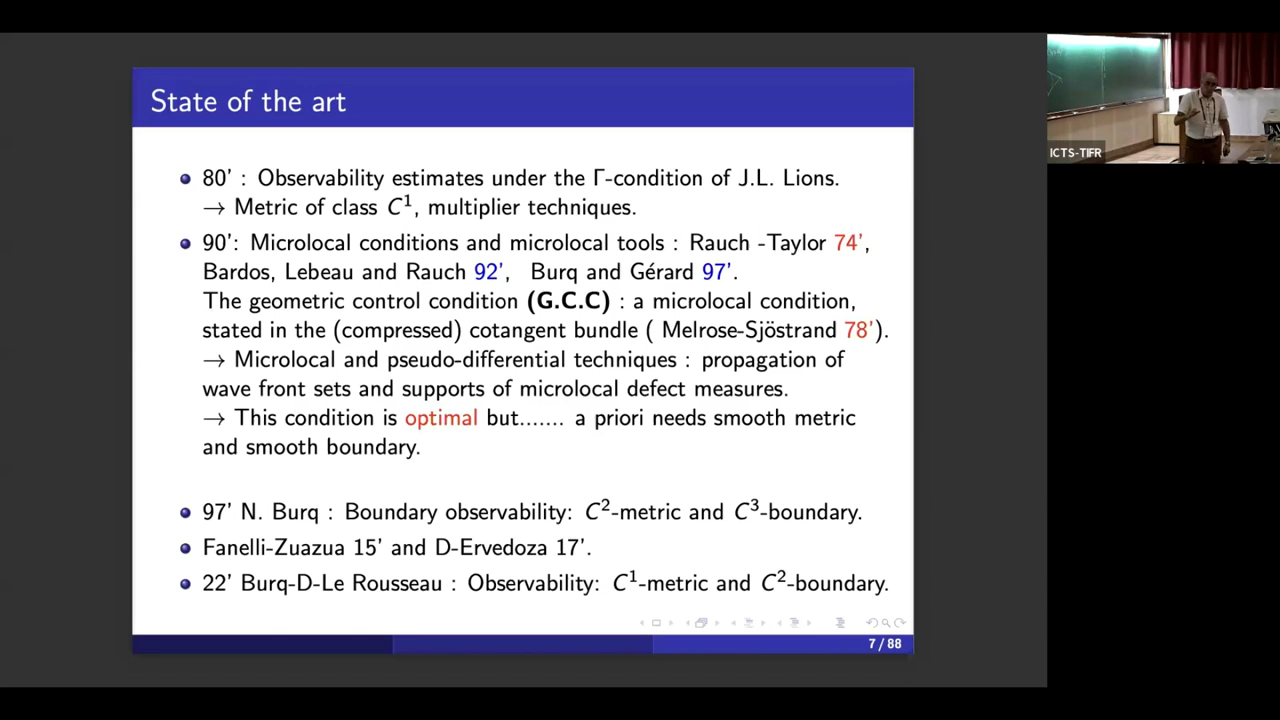 State of the art
80' : Observability estimates under the Γ-condition of J.L. Lions.
→ Metric of class C¹, multiplier techniques.
90': Microlocal conditions and microlocal tools : Rauch -Taylor 74',
Bardos, Lebeau and Rauch 92', Burq and Gérard 97'.
The geometric control condition (G.C.C) : a microlocal condition,
stated in the (compressed) cotangent bundle ( Melrose-Sjöstrand 78').
→ Microlocal and pseudo-differential techniques : propagation of
wave front sets and supports of microlocal defect measures.
→ This condition is optimal but....... a priori needs smooth metric
and smooth boundary.
97' N. Burq : Boundary observability: C²-metric and C³-boundary.
Fanelli-Zuazua 15' and D-Ervedoza 17'.
22' Burq-D-Le Rousseau : Observability: C¹-metric and C²-boundary.
7 / 88
ICTS-TIFR